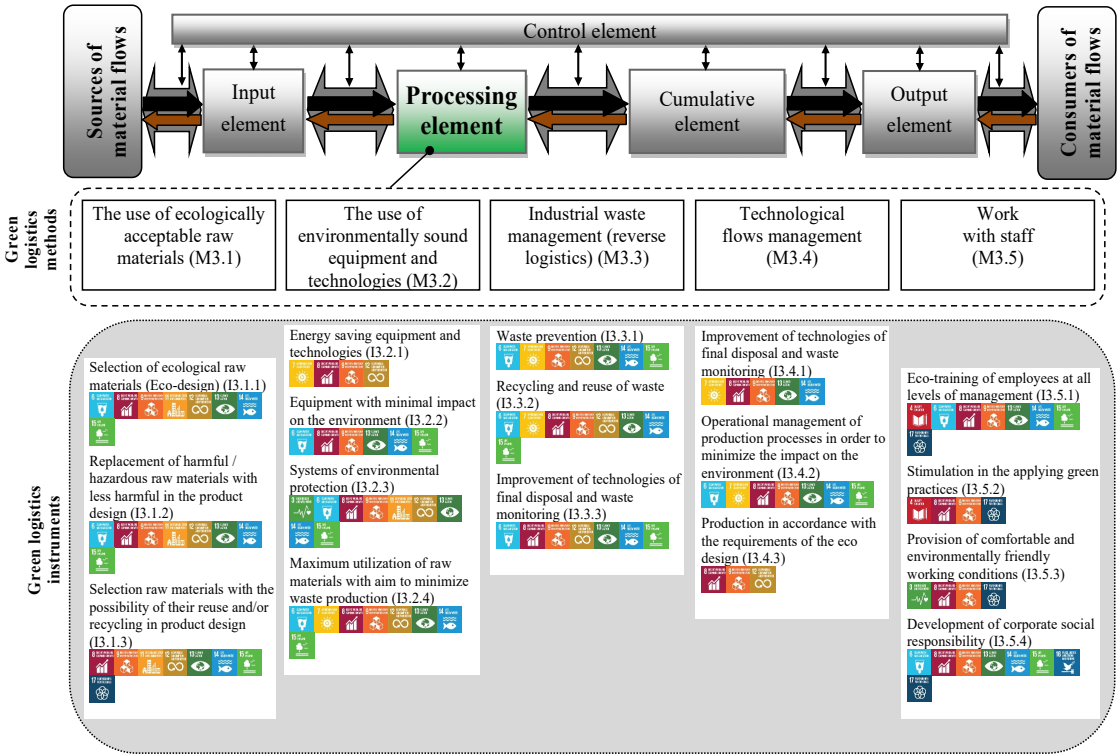 Control element
Sources of
material flows
Input
element
Processing
element
Cumulative
element
Output
element
Consumers of
material flows
Green
logistics
methods
The use of ecologically
acceptable raw
materials (M3.1)
The use of
environmentally sound
equipment and
technologies (M3.2)
Industrial waste
management (reverse
logistics) (M3.3)
Technological
flows management
(M3.4)
Work
with staff
(M3.5)
Green logistics
instruments
Selection of ecological raw
materials (Eco-design) (I3.1.1)
Replacement of harmful /
hazardous raw materials with
less harmful in the product
design (I3.1.2)
Selection raw materials with the
possibility of their reuse and/or
recycling in product design
(I3.1.3)
Energy saving equipment and
technologies (I3.2.1)
Equipment with minimal impact
on the environment (I3.2.2)
Systems of environmental
protection (I3.2.3)
Maximum utilization of raw
materials with aim to minimize
waste production (I3.2.4)
Waste prevention (I3.3.1)
Recycling and reuse of waste
(I3.3.2)
Improvement of technologies of
final disposal and waste
monitoring (I3.3.3)
Improvement of technologies of
final disposal and waste
monitoring (I3.4.1)
Operational management of
production processes in order to
minimize the impact on the
environment (I3.4.2)
Production in accordance with
the requirements of the eco
design (I3.4.3)
Eco-training of employees at all
levels of management (I3.5.1)
Stimulation in the applying green
practices (I3.5.2)
Provision of comfortable and
environmentally friendly
working conditions (I3.5.3)
Development of corporate social
responsibility (I3.5.4)